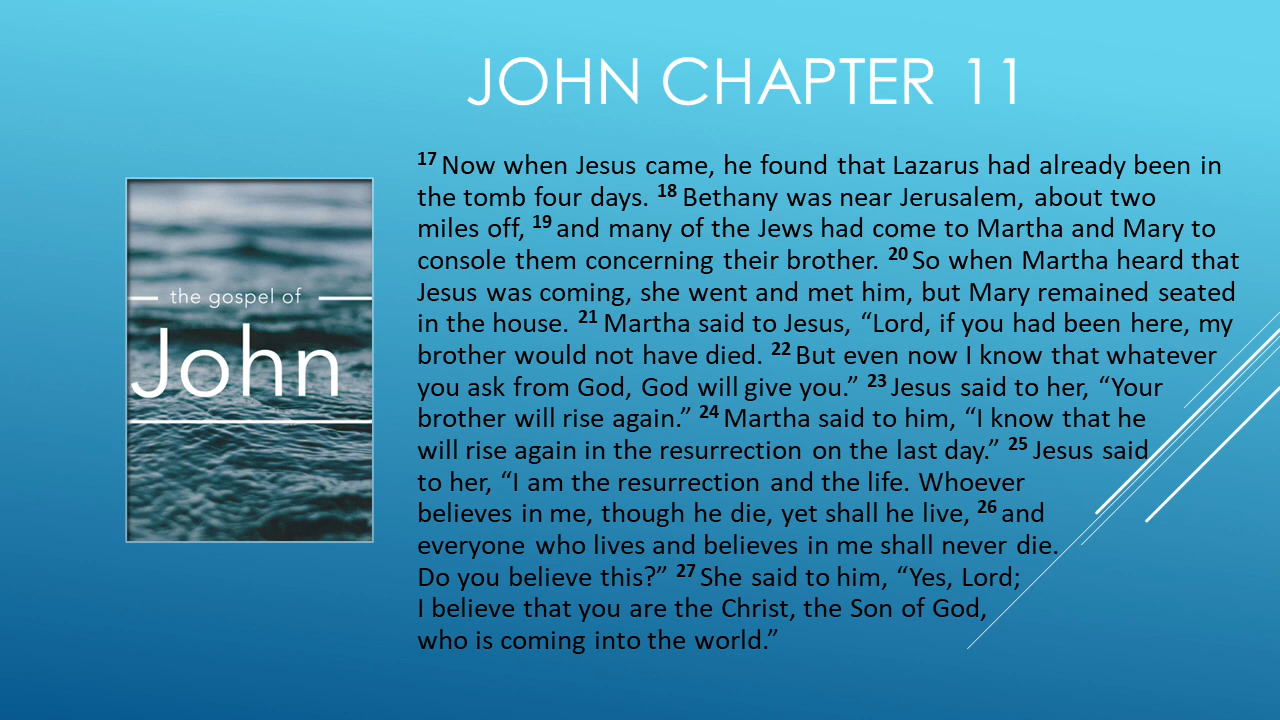 JOHN CHAPTER 11
the gospel of
John
17 Now when Jesus came, he found that Lazarus had already been in
the tomb four days. 18 Bethany was near Jerusalem, about two
miles off, 19 and many of the Jews had come to Martha and Mary to
console them concerning their brother. 20 So when Martha heard that
Jesus was coming, she went and met him, but Mary remained seated
in the house. 21 Martha said to Jesus, “Lord, if you had been here, my
brother would not have died. 22 But even now I know that whatever
you ask from God, God will give you.” 23 Jesus said to her, “Your
brother will rise again.” 24 Martha said to him, “I know that he
will rise again in the resurrection on the last day.” 25 Jesus said
to her, “I am the resurrection and the life. Whoever
believes in me, though he die, yet shall he live, 26 and
everyone who lives and believes in me shall never die.
Do you believe this?” 27 She said to him, “Yes, Lord;
I believe that you are the Christ, the Son of God,
who is coming into the world.”